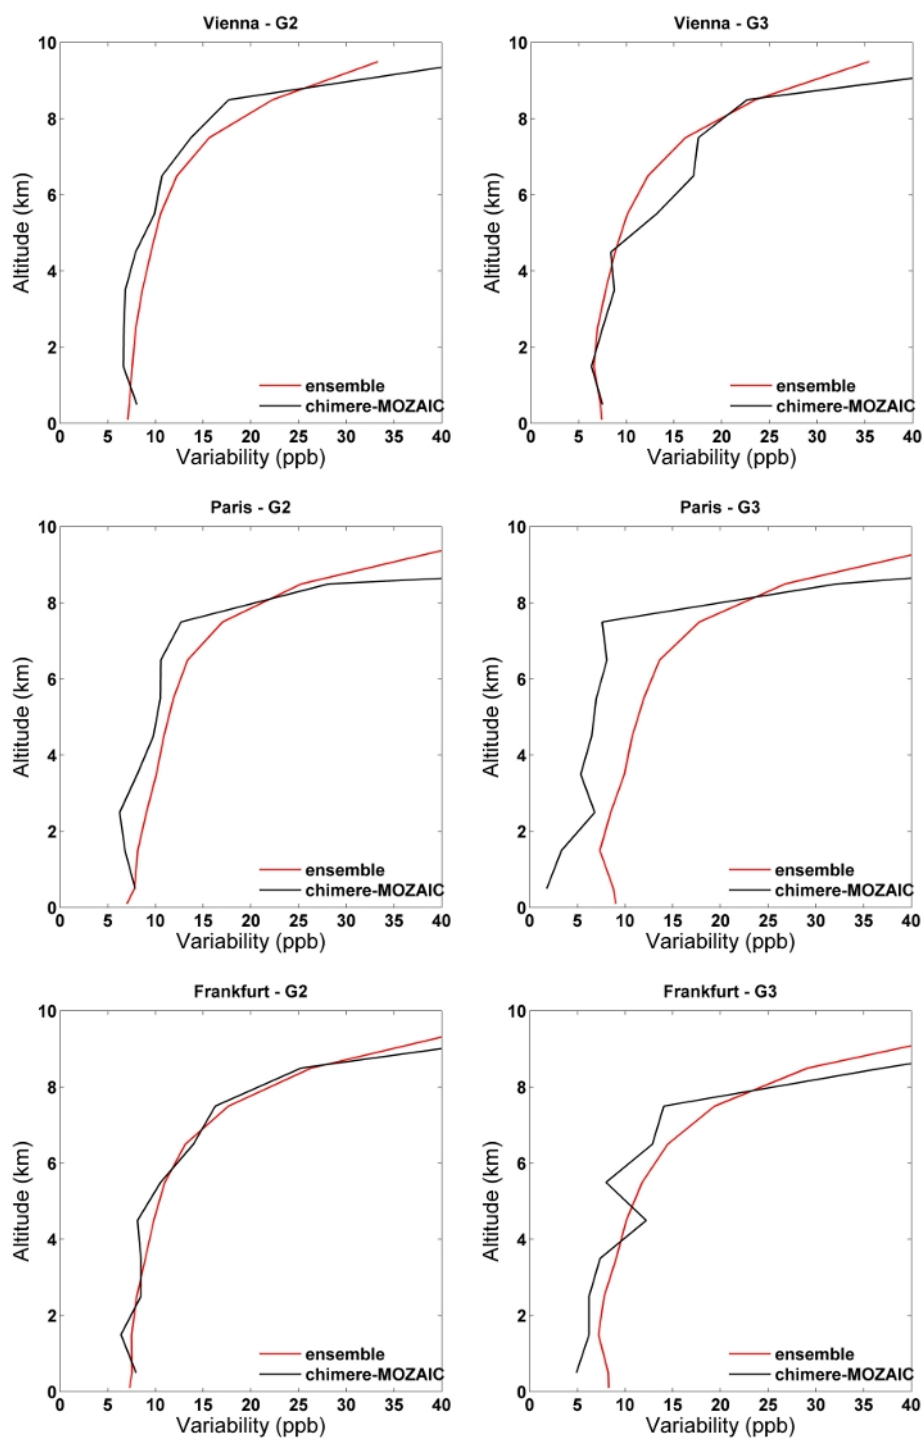 Vienna - G2
10
8
6
4
2
0
Altitude (km)
ensemble
chimere-MOZAIC
0 5 10 15 20 25 30 35 40
Variability (ppb)
Vienna - G3
10
8
6
4
2
0
Altitude (km)
ensemble
chimere-MOZAIC
0 5 10 15 20 25 30 35 40
Variability (ppb)
Paris - G2
10
8
6
4
2
0
Altitude (km)
ensemble
chimere-MOZAIC
0 5 10 15 20 25 30 35 40
Variability (ppb)
Paris - G3
10
8
6
4
2
0
Altitude (km)
ensemble
chimere-MOZAIC
0 5 10 15 20 25 30 35 40
Variability (ppb)
Frankfurt - G2
10
8
6
4
2
0
Altitude (km)
ensemble
chimere-MOZAIC
0 5 10 15 20 25 30 35 40
Variability (ppb)
Frankfurt - G3
10
8
6
4
2
0
Altitude (km)
ensemble
chimere-MOZAIC
0 5 10 15 20 25 30 35 40
Variability (ppb)